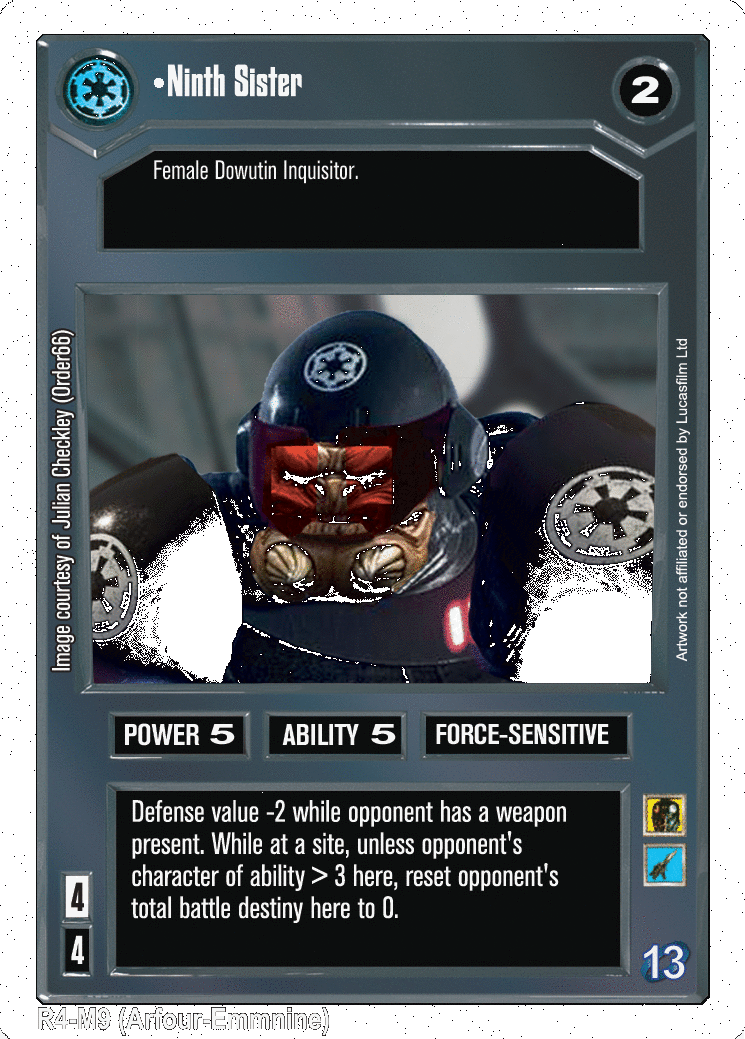 •Ninth Sister
2
Female Dowutin Inquisitor.
Image courtesy of Julian Checkley (Order66)
Artwork not affiliated or endorsed by Lucasfilm Ltd
POWER 5
ABILITY 5
FORCE-SENSITIVE
Defense value -2 while opponent has a weapon
present. While at a site, unless opponent's
character of ability > 3 here, reset opponent's
total battle destiny here to 0.
4
4
13
R4-M9 (Arfour-Emmnine)